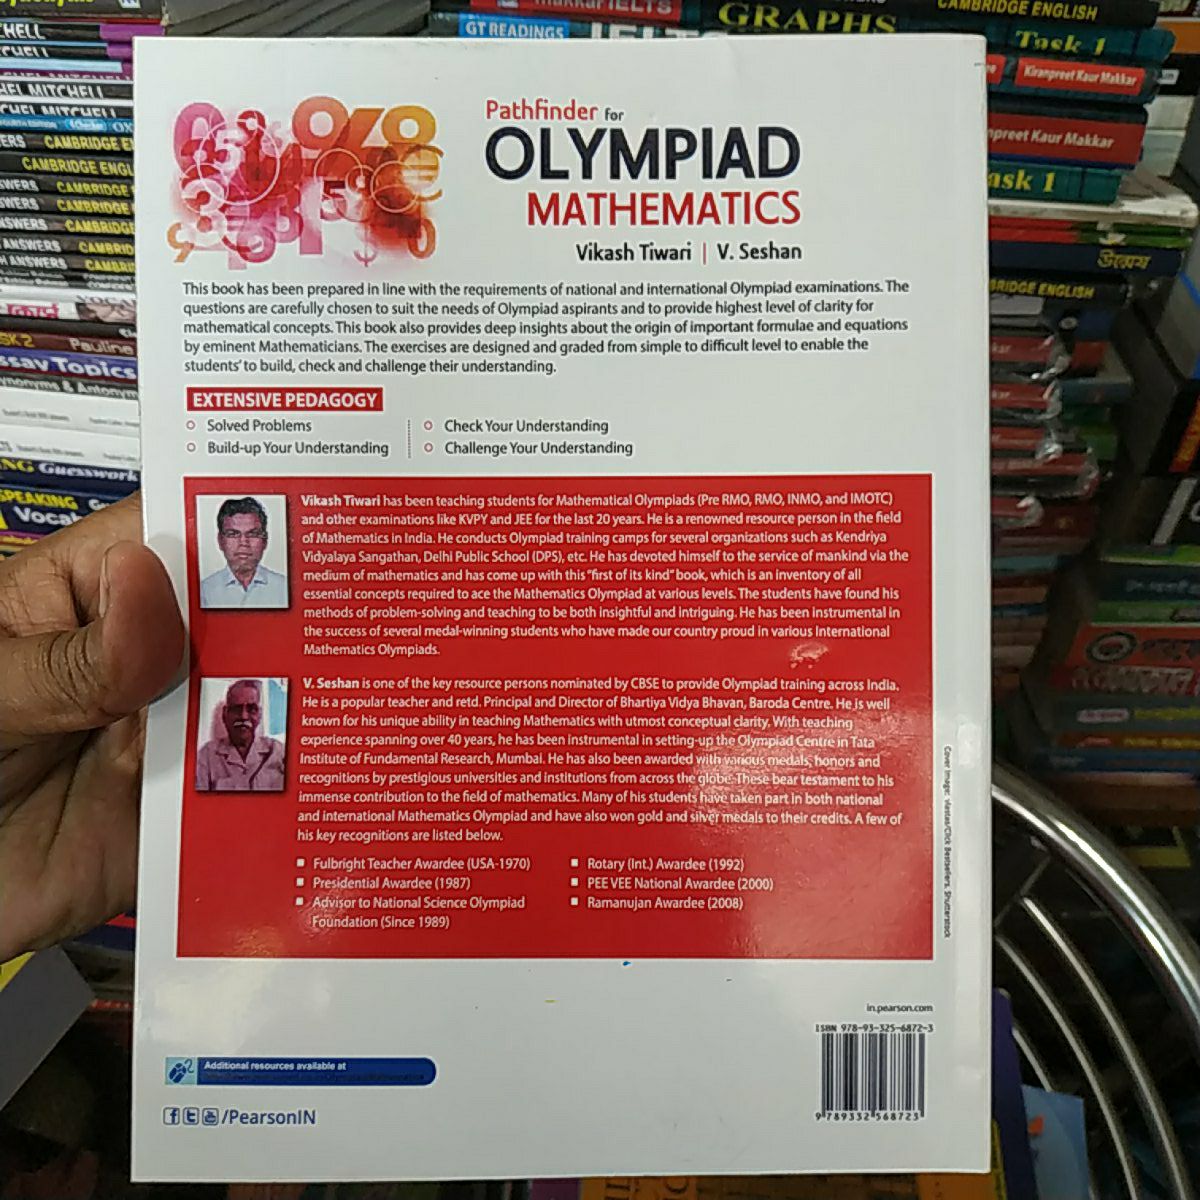 GT READINGS
GRAPHS
CAMBRIDGE ENGLISH
Task 1
Kiranpreet Kaur Makkar
preet Kaur Makkar
ask 1
MITCHELL
CAMBRIDGE
Pauline
ssay Topics
Guesswork
SPEAKING
Vocab
Pathfinder for
OLYMPIAD
MATHEMATICS
Vikash Tiwari | V. Seshan
This book has been prepared in line with the requirements of national and international Olympiad examinations. The
questions are carefully chosen to suit the needs of Olympiad aspirants and to provide highest level of clarity for
mathematical concepts. This book also provides deep insights about the origin of important formulae and equations
by eminent Mathematicians. The exercises are designed and graded from simple to difficult level to enable the
students' to build, check and challenge their understanding.
EXTENSIVE PEDAGOGY
Solved Problems
Build-up Your Understanding
Check Your Understanding
Challenge Your Understanding
Vikash Tiwari has been teaching students for Mathematical Olympiads (Pre RMO, RMO, INMO, and IMOTC)
and other examinations like KVPY and JEE for the last 20 years. He is a renowned resource person in the field
of Mathematics in India. He conducts Olympiad training camps for several organizations such as Kendriya
Vidyalaya Sangathan, Delhi Public School (DPS), etc. He has devoted himself to the service of mankind via the
medium of mathematics and has come up with this "first of its kind" book, which is an inventory of all
essential concepts required to ace the Mathematics Olympiad at various levels. The students have found his
methods of problem-solving and teaching to be both insightful and intriguing. He has been instrumental in
the success of several medal-winning students who have made our country proud in various International
Mathematics Olympiads.
V. Seshan is one of the key resource persons nominated by CBSE to provide Olympiad training across India.
He is a popular teacher and retd. Principal and Director of Bhartiya Vidya Bhavan, Baroda Centre. He is well
known for his unique ability in teaching Mathematics with utmost conceptual clarity. With teaching
experience spanning over 40 years, he has been instrumental in setting-up the Olympiad Centre in Tata
Institute of Fundamental Research, Mumbai. He has also been awarded with various medals, honors and
recognitions by prestigious universities and institutions from across the globe. These bear testament to his
immense contribution to the field of mathematics. Many of his students have taken part in both national
and international Mathematics Olympiad and have also won gold and silver medals to their credits. A few of
his key recognitions are listed below.
Fulbright Teacher Awardee (USA-1970)
Presidential Awardee (1987)
Advisor to National Science Olympiad
Foundation (Since 1989)
Rotary (Int.) Awardee (1992)
PEE VEE National Awardee (2000)
Ramanujan Awardee (2008)
Cover image: vlastas/Click Bestsellers. Shutterstock
in.pearson.com
ISBN 978-93-325-6872-3
9 789332 568723
Additional resources available at
/PearsonIN